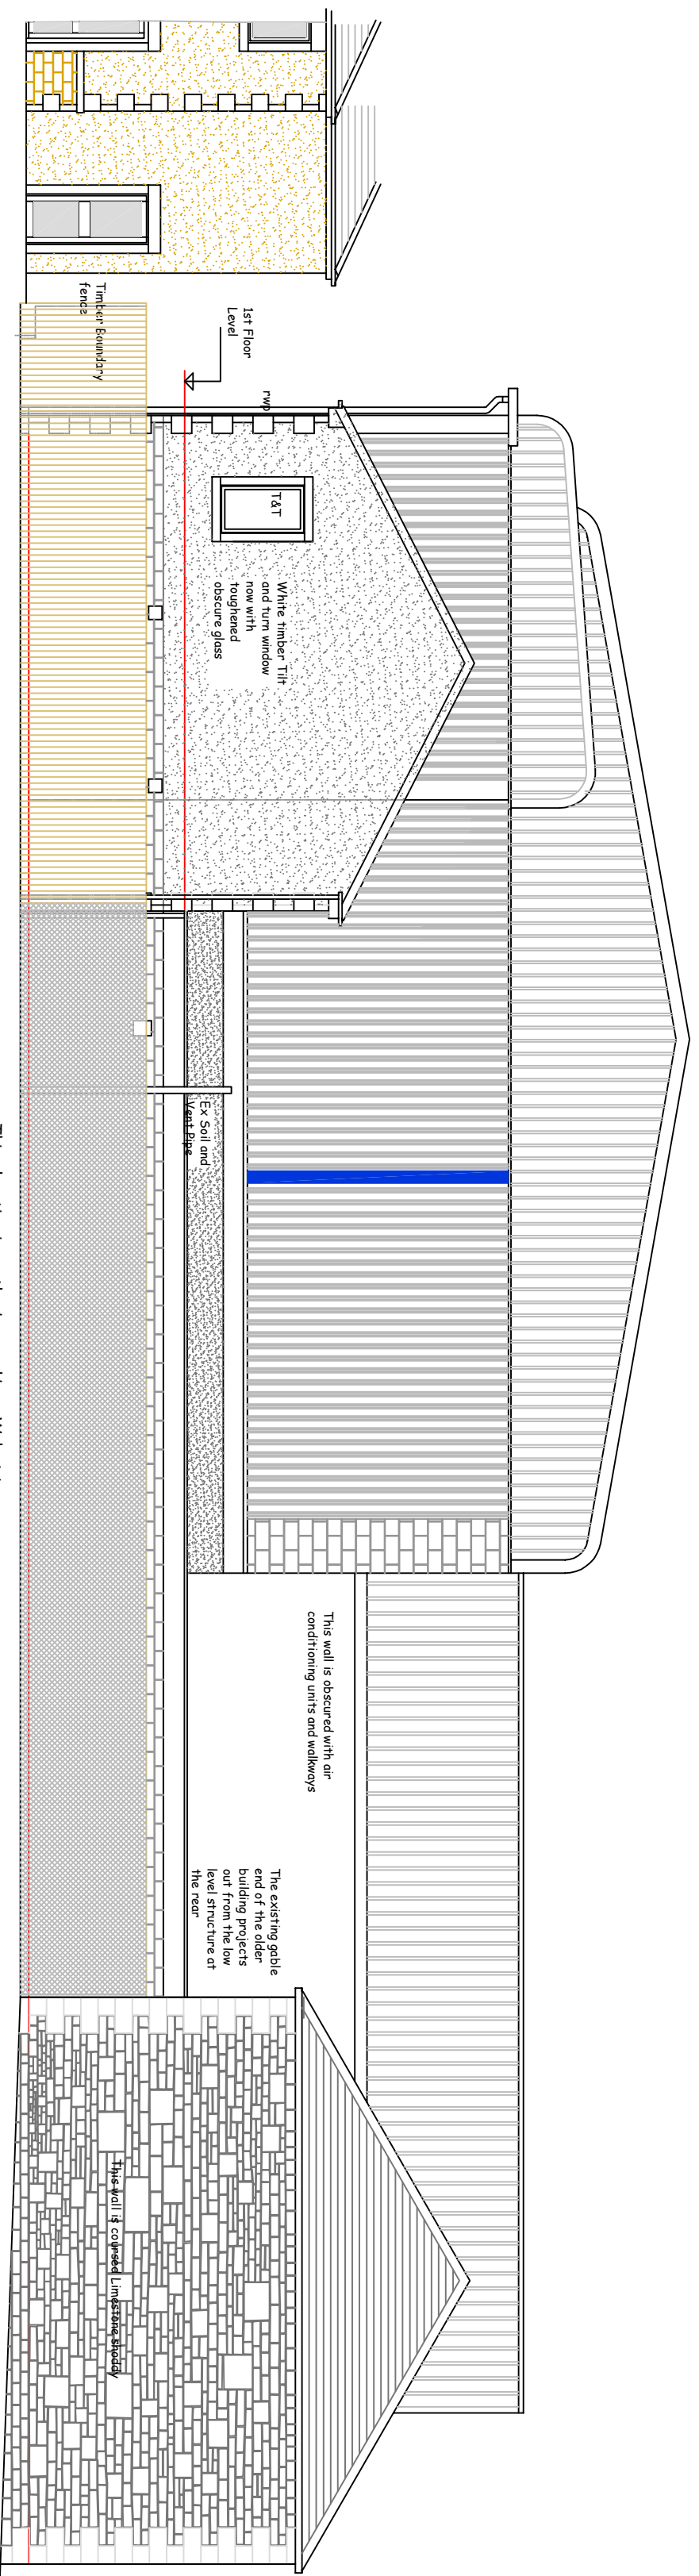 Timber Boundary
fence
1st Floor
Level
rwp
T&T
White timber Tilt
and turn window
now with
toughened
obscure glass
Ex Soil and
Vent Pipe
This wall is obscured with air
conditioning units and walkways
The existing gable
end of the older
building projects
out from the low
level structure at
the rear
This wall is coursed Limestone shoddy